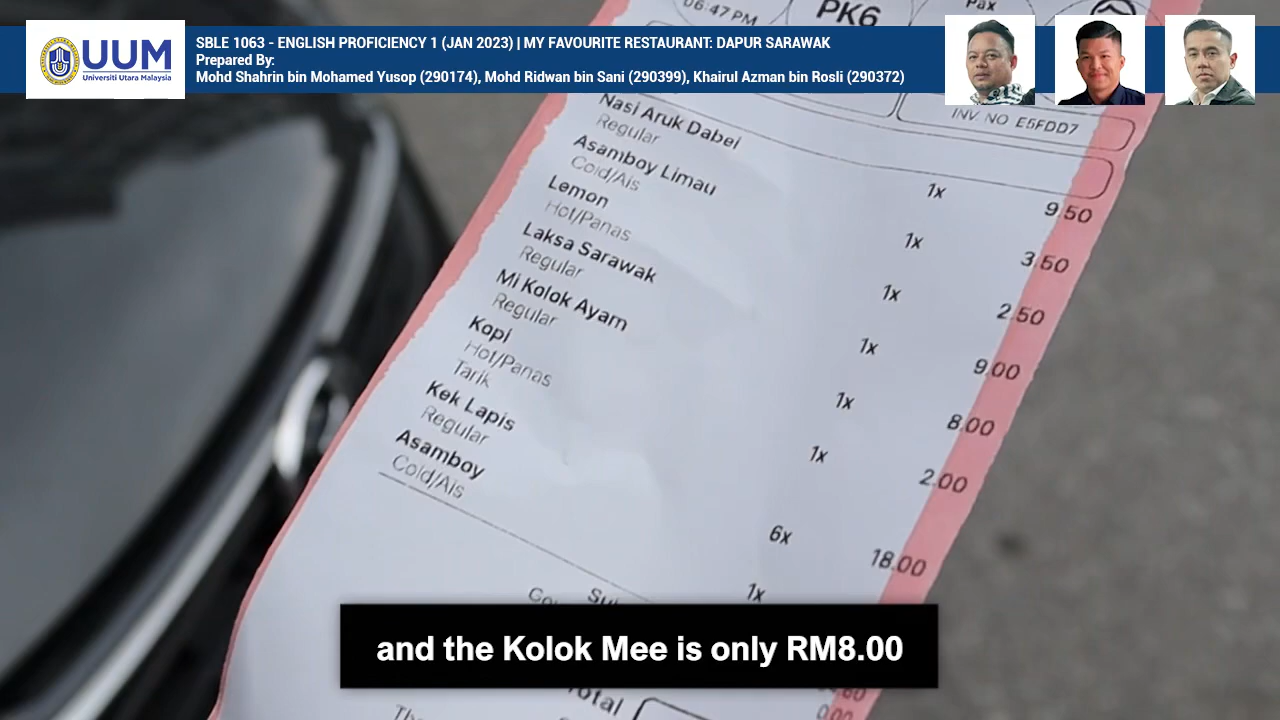 UUM
Universiti Utara Malaysia
SBLE 1063 - ENGLISH PROFICIENCY 1 (JAN 2023) | MY FAVOURITE RESTAURANT: DAPUR SARAWAK
Prepared By:
Mohd Shahrin bin Mohamed Yusop (290174), Mohd Ridwan bin Sani (290399), Khairul Azman bin Rosli (290372)
06:47 PM PK6 Pax
INV. NO E5FDD7
Nasi Aruk Dabei 1x 9.50
Regular
Asamboy Limau 1x 3.50
Cold/Ais
Lemon 1x 2.50
Hot/Panas
Laksa Sarawak 1x 9.00
Regular
Mi Kolok Ayam 1x 8.00
Regular
Kopi 1x 2.00
Hot/Panas
Tarik
Kek Lapis 6x 18.00
Regular
Asamboy 1x
Cold/Ais
and the Kolok Mee is only RM8.00
0.00